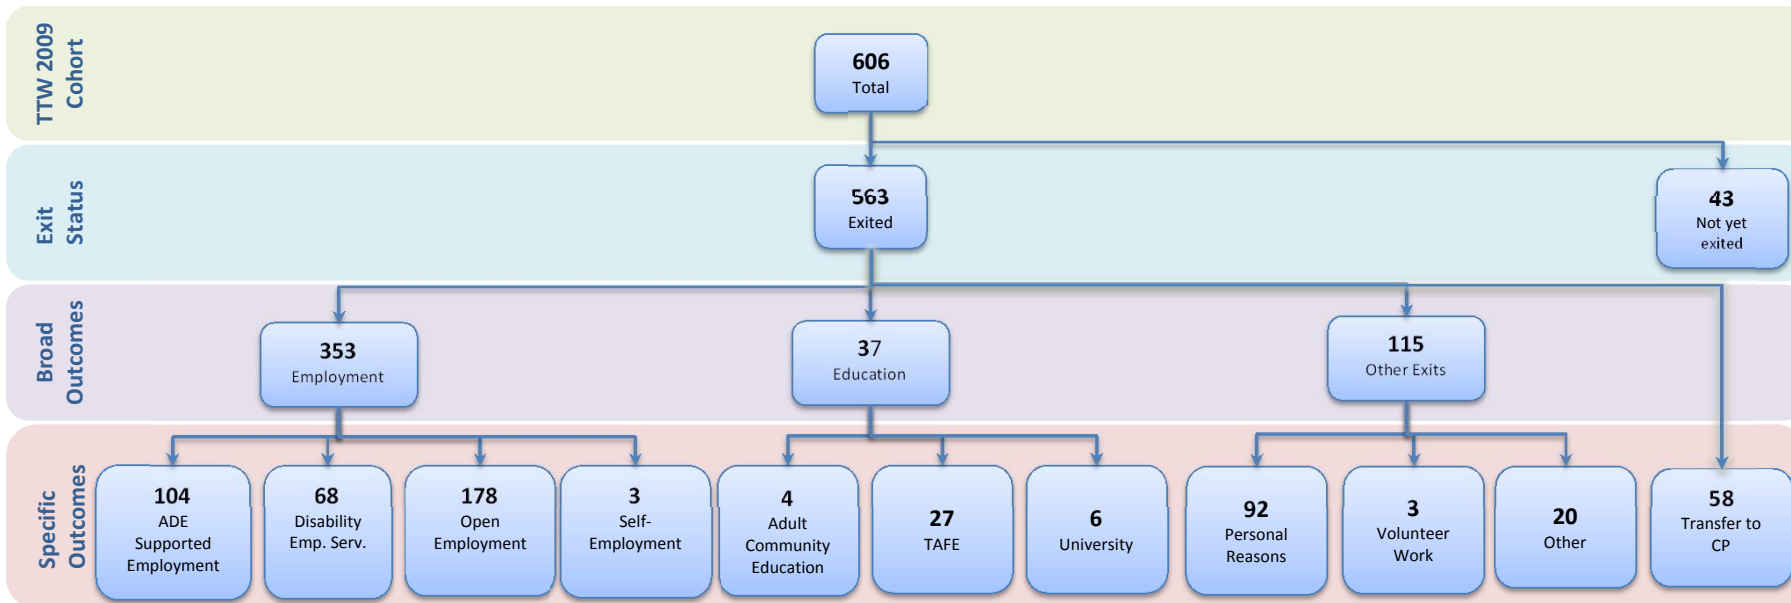 TTW 2009
Cohort
606
Total
Exit
Status
563
Exited
43
Not yet
exited
Broad
Outcomes
353
Employment
37
Education
115
Other Exits
Specific
Outcomes
104
ADE
Supported
Employment
68
Disability
Emp. Serv.
178
Open
Employment
3
Self-
Employment
4
Adult
Community
Education
27
TAFE
6
University
92
Personal
Reasons
3
Volunteer
Work
20
Other
58
Transfer to
CP